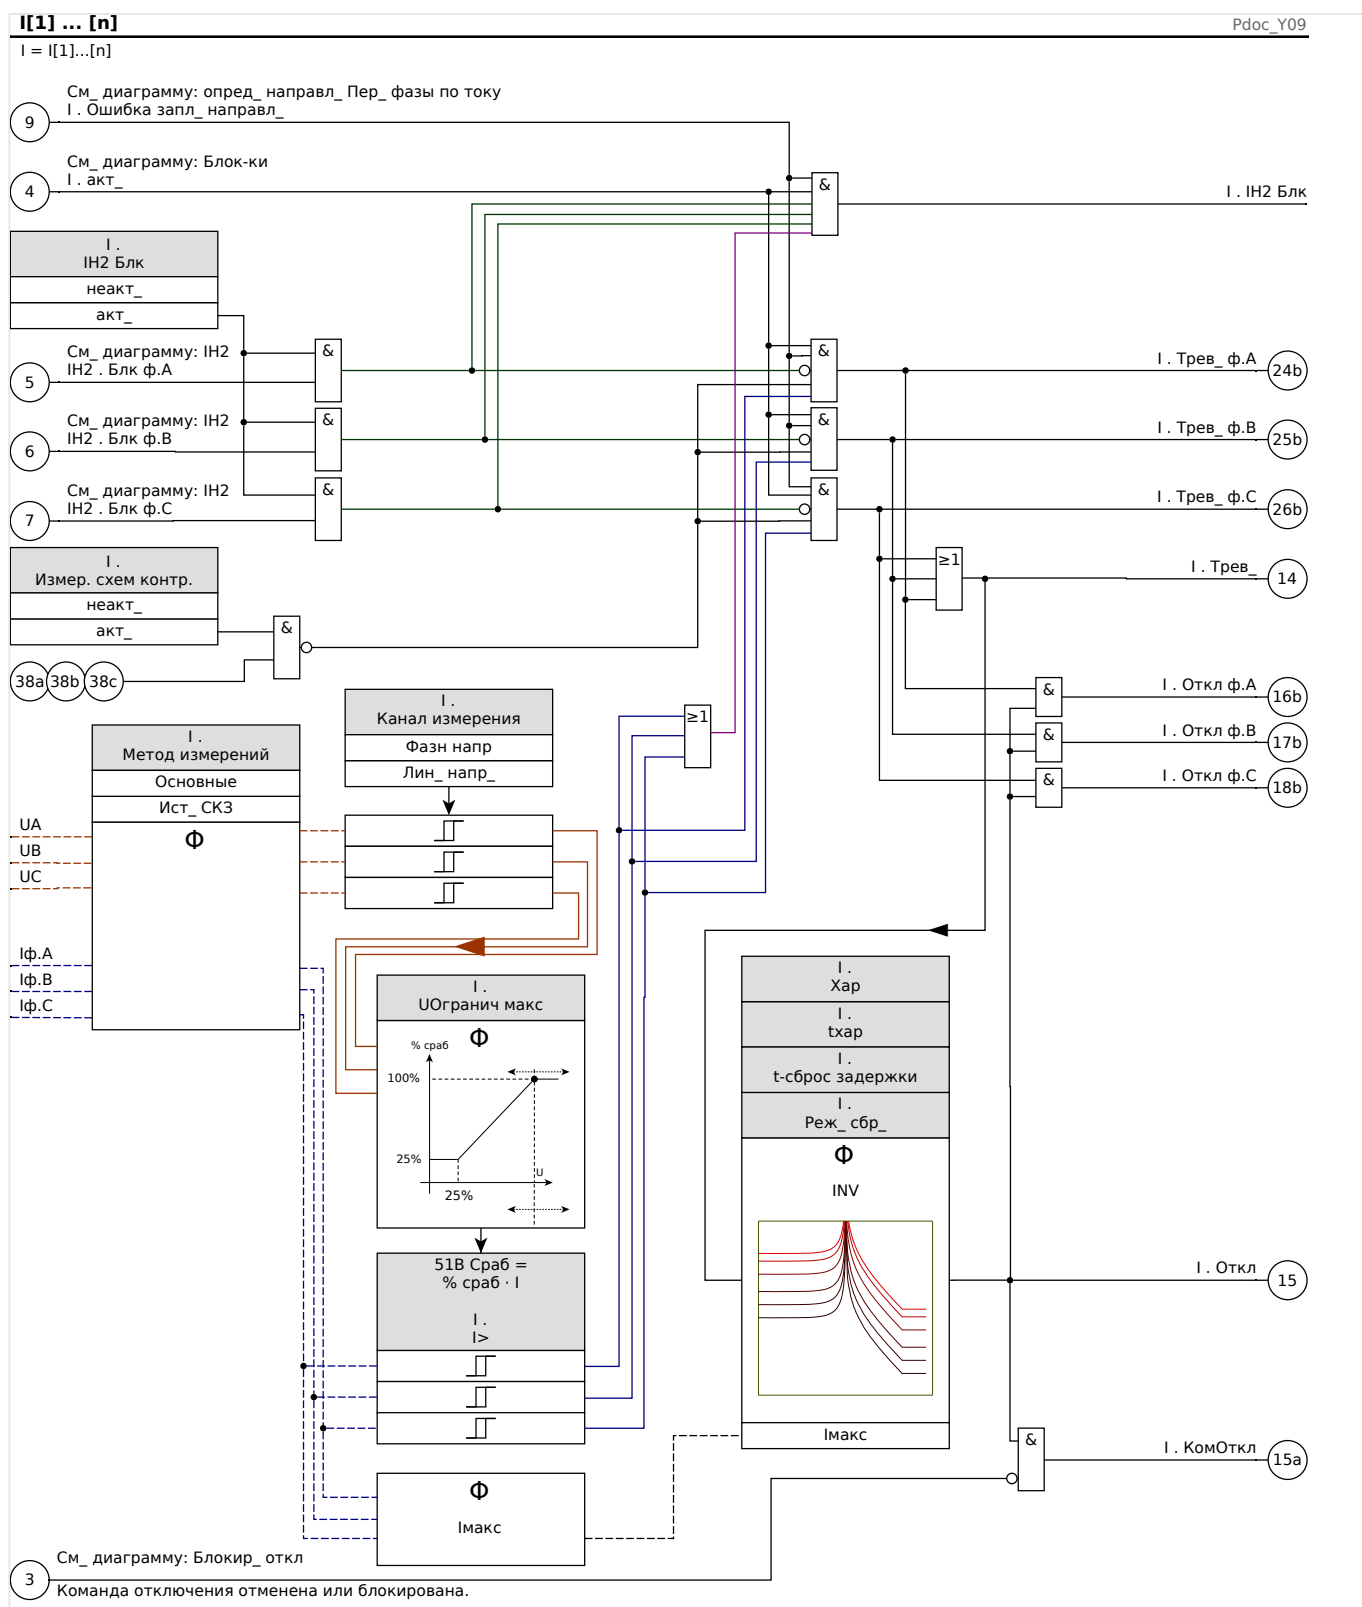 I[1] ... [n]
Pdoc_Y09
I = I[1]...[n]
См_ диаграмму: опред_ направл_ Пер_ фазы по току
9
I . Ошибка запл_ направл_
См_ диаграмму: Блок-ки
4
I . акт_
&
I . IH2 Блк
I .
IH2 Блк
неакт_
акт_
См_ диаграмму: IH2
5
IH2 . Блк ф.A
&
&
I . Трев_ ф.A
24b
См_ диаграмму: IH2
6
IH2 . Блк ф.B
&
&
I . Трев_ ф.B
25b
См_ диаграмму: IH2
7
IH2 . Блк ф.C
&
&
I . Трев_ ф.C
26b
I .
Измер. схем контр.
неакт_
акт_
&
≥1
I . Трев_
14
38a
38b
38c
I .
Канал измерения
Фазн напр
Лин_ напр_
≥1
&
I . Откл ф.A
16b
&
I . Откл ф.B
17b
&
I . Откл ф.C
18b
I .
Метод измерений
Основные
Ист_ СКЗ
Ф
UA
UB
UC
Iф.A
Iф.B
Iф.C
I .
UОгранич макс
Ф
% сраб
100%
25%
25%
U
51В Сраб =
% сраб · I
I .
I>
Ф
Iмакс
I .
Хар
I .
tхар
I .
t-сброс задержки
I .
Реж_ сбр_
Ф
INV
Iмакс
I . Откл
15
&
I . КомОткл
15a
См_ диаграмму: Блокир_ откл
3
Команда отключения отменена или блокирована.